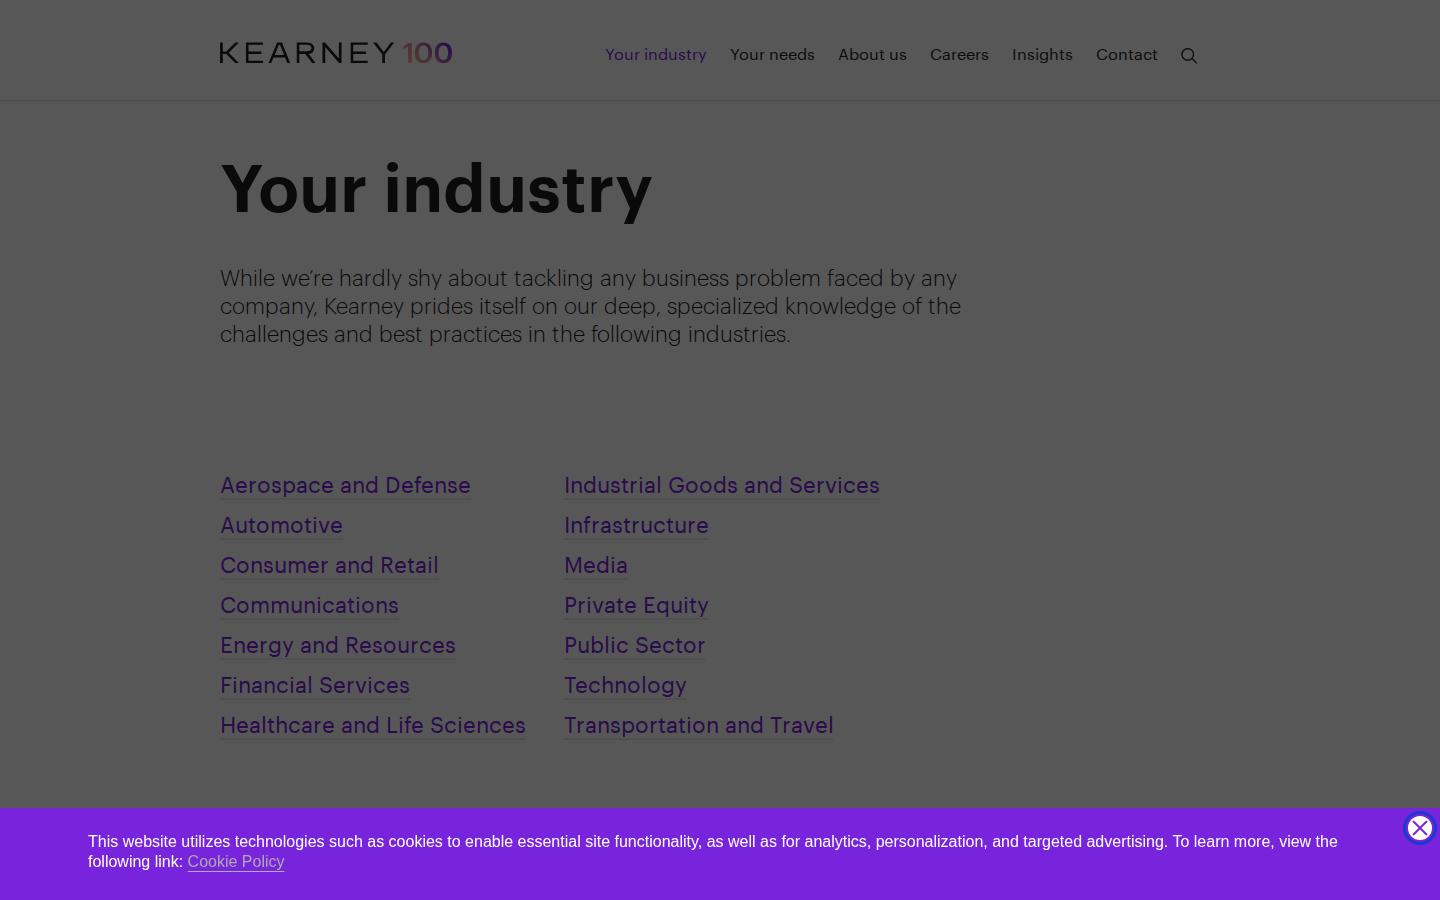 KEARNEY 100
Your industry
Your needs
About us
Careers
Insights
Contact
Your industry
While we’re hardly shy about tackling any business problem faced by any
company, Kearney prides itself on our deep, specialized knowledge of the
challenges and best practices in the following industries.
Aerospace and Defense
Automotive
Consumer and Retail
Communications
Energy and Resources
Financial Services
Healthcare and Life Sciences
Industrial Goods and Services
Infrastructure
Media
Private Equity
Public Sector
Technology
Transportation and Travel
This website utilizes technologies such as cookies to enable essential site functionality, as well as for analytics, personalization, and targeted advertising. To learn more, view the
following link: Cookie Policy